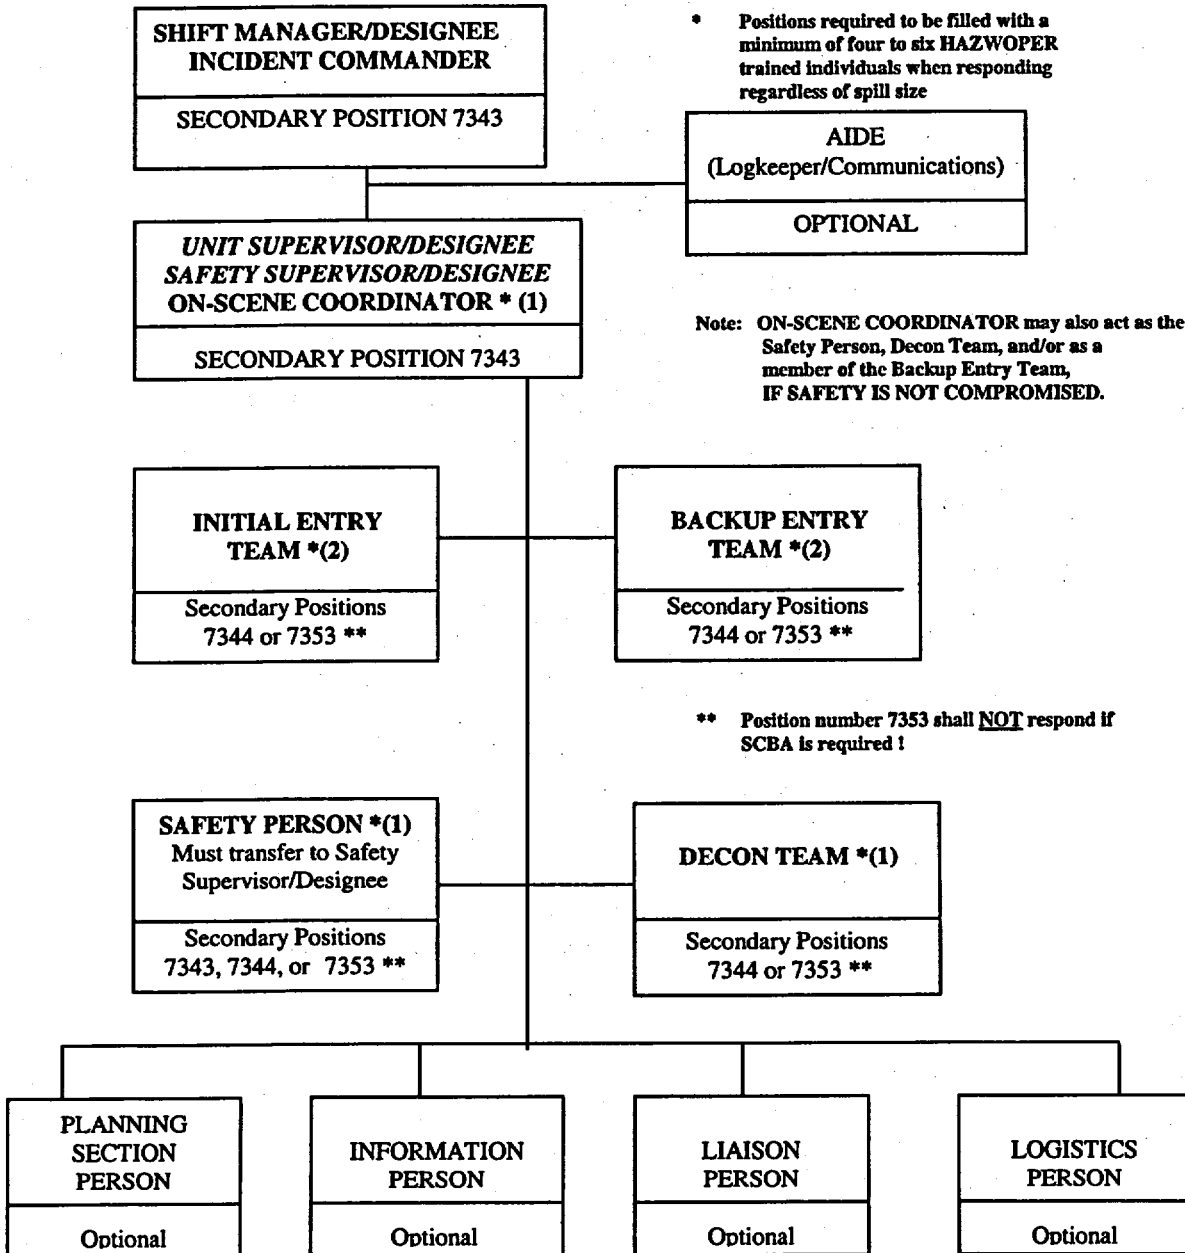 SHIFT MANAGER/DESIGNEE
INCIDENT COMMANDER
SECONDARY POSITION 7343
* Positions required to be filled with a
minimum of four to six HAZWOPER
trained individuals when responding
regardless of spill size
AIDE
(Logkeeper/Communications)
OPTIONAL
UNIT SUPERVISOR/DESIGNEE
SAFETY SUPERVISOR/DESIGNEE
ON-SCENE COORDINATOR * (1)
SECONDARY POSITION 7343
Note: ON-SCENE COORDINATOR may also act as the
Safety Person, Decon Team, and/or as a
member of the Backup Entry Team,
IF SAFETY IS NOT COMPROMISED.
INITIAL ENTRY
TEAM *(2)
Secondary Positions
7344 or 7353 **
BACKUP ENTRY
TEAM *(2)
Secondary Positions
7344 or 7353 **
** Position number 7353 shall NOT respond if
SCBA is required !
SAFETY PERSON *(1)
Must transfer to Safety
Supervisor/Designee
Secondary Positions
7343, 7344, or 7353 **
DECON TEAM *(1)
Secondary Positions
7344 or 7353 **
PLANNING
SECTION
PERSON
Optional
INFORMATION
PERSON
Optional
LIAISON
PERSON
Optional
LOGISTICS
PERSON
Optional